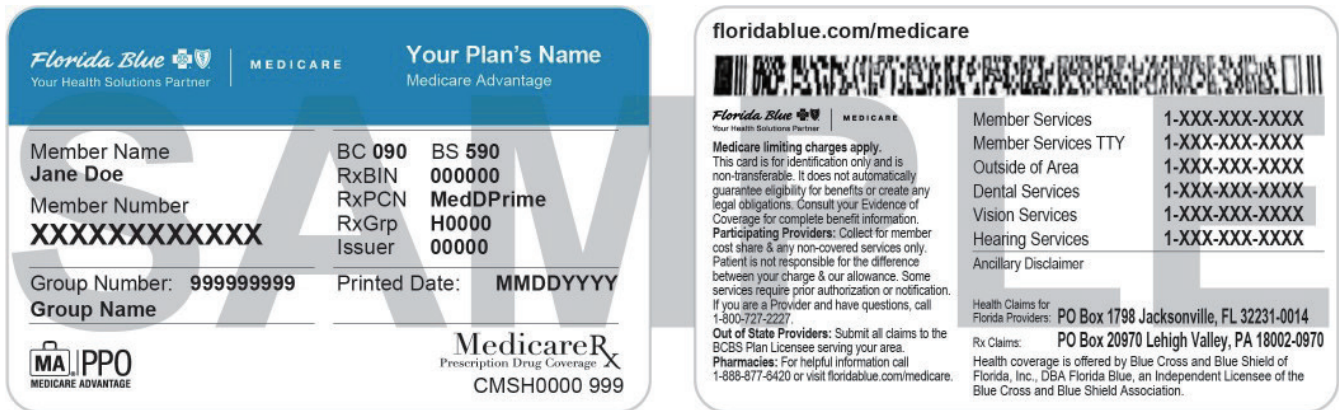 Florida Blue
Your Health Solutions Partner
MEDICARE
Your Plan's Name
Medicare Advantage
Member Name
Jane Doe
Member Number
XXXXXXXXXXXX
BC 090 BS 590
RxBIN 000000
RxPCN MedDPrime
RxGrp H0000
Issuer 00000
Group Number: 999999999
Group Name
Printed Date: MMDDYYYY
MA PPO
MEDICARE ADVANTAGE
MedicareRx
Prescription Drug Coverage
CMSH0000 999
SAMPLE
floridablue.com/medicare
Florida Blue
Your Health Solutions Partner
MEDICARE
Medicare limiting charges apply.
This card is for identification only and is
non-transferable. It does not automatically
guarantee eligibility for benefits or create any
legal obligations. Consult your Evidence of
Coverage for complete benefit information.
Participating Providers: Collect for member
cost share & any non-covered services only.
Patient is not responsible for the difference
between your charge & our allowance. Some
services require prior authorization or notification.
If you are a Provider and have questions, call
1-800-727-2227.
Out of State Providers: Submit all claims to the
BCBS Plan Licensee serving your area.
Pharmacies: For helpful information call
1-888-877-6420 or visit floridablue.com/medicare.
Member Services 1-XXX-XXX-XXXX
Member Services TTY 1-XXX-XXX-XXXX
Outside of Area 1-XXX-XXX-XXXX
Dental Services 1-XXX-XXX-XXXX
Vision Services 1-XXX-XXX-XXXX
Hearing Services 1-XXX-XXX-XXXX
Ancillary Disclaimer
Health Claims for
Florida Providers: PO Box 1798 Jacksonville, FL 32231-0014
Rx Claims: PO Box 20970 Lehigh Valley, PA 18002-0970
Health coverage is offered by Blue Cross and Blue Shield of
Florida, Inc., DBA Florida Blue, an Independent Licensee of the
Blue Cross and Blue Shield Association.